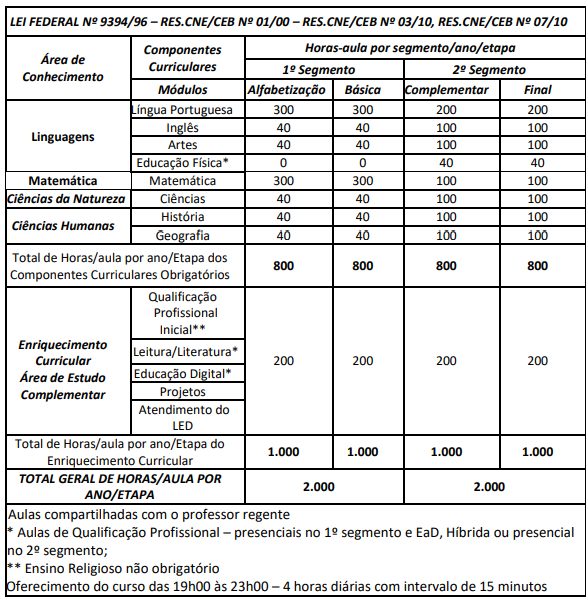 LEI FEDERAL Nº 9394/96 – RES.CNE/CEB Nº 01/00 – RES.CNE/CEB Nº 03/10, RES.CNE/CEB Nº 07/10
Área de Conhecimento
Componentes Curriculares
Horas-aula por segmento/ano/etapa
1º Segmento 2º Segmento
Módulos Alfabetização Básica Complementar Final
Linguagens
Língua Portuguesa 300 300 200 200
Inglês 40 40 100 100
Artes 40 40 100 100
Educação Física* 0 0 40 40
Matemática Matemática 300 300 100 100
Ciências da Natureza Ciências 40 40 100 100
Ciências Humanas
História 40 40 100 100
Geografia 40 40 100 100
Total de Horas/aula por ano/Etapa dos
Componentes Curriculares Obrigatórios
800 800 800 800
Enriquecimento
Curricular
Área de Estudo
Complementar
Qualificação
Profissional
Inicial**
Leitura/Literatura*
Educação Digital*
Projetos
Atendimento do
LED
200 200 200 200
Total de Horas/aula por ano/Etapa do
Enriquecimento Curricular
1.000 1.000 1.000 1.000
TOTAL GERAL DE HORAS/AULA POR
ANO/ETAPA
2.000 2.000
Aulas compartilhadas com o professor regente
* Aulas de Qualificação Profissional – presenciais no 1º segmento e EaD, Híbrida ou presencial
no 2º segmento;
** Ensino Religioso não obrigatório
Oferecimento do curso das 19h00 às 23h00 – 4 horas diárias com intervalo de 15 minutos